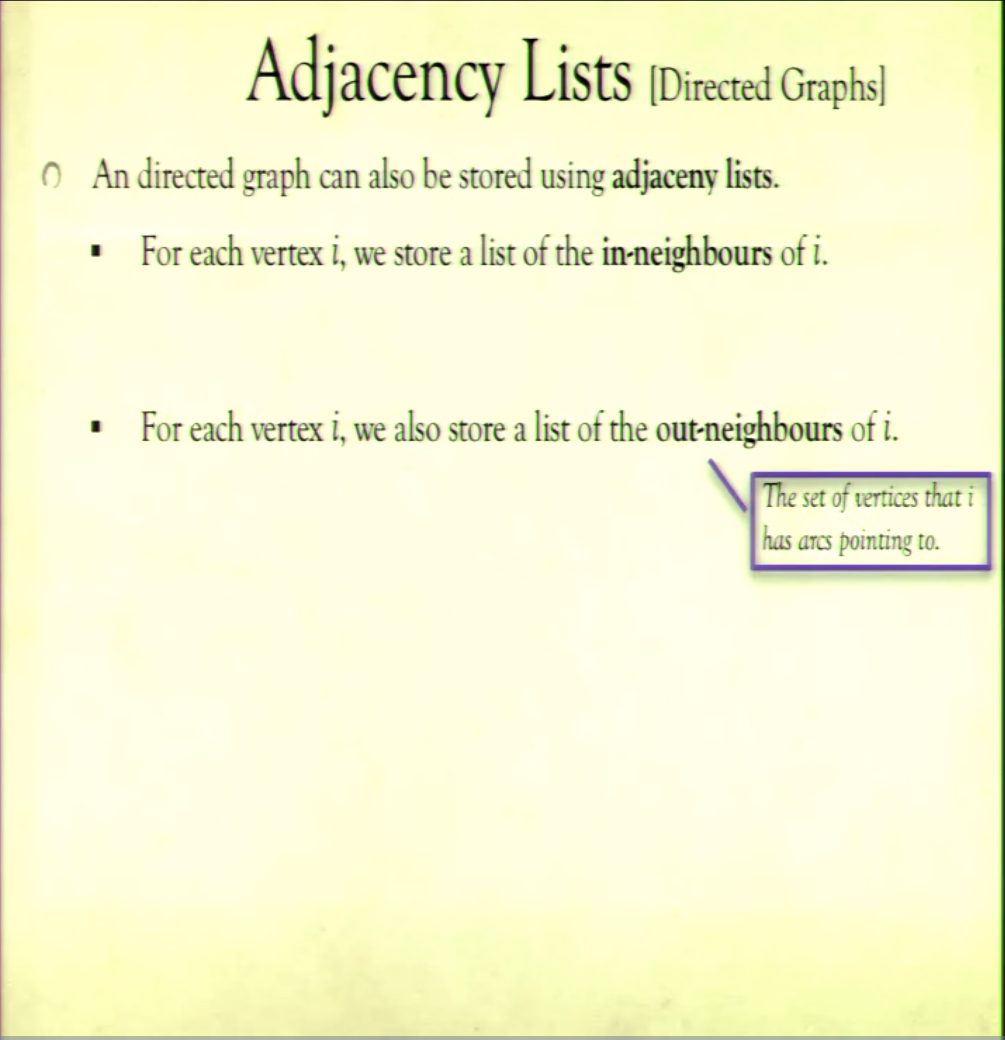 Adjacency Lists [Directed Graphs]
An directed graph can also be stored using adjaceny lists.
For each vertex i, we store a list of the in-neighbours of i.
For each vertex i, we also store a list of the out-neighbours of i.
The set of vertices that i
has arcs pointing to.